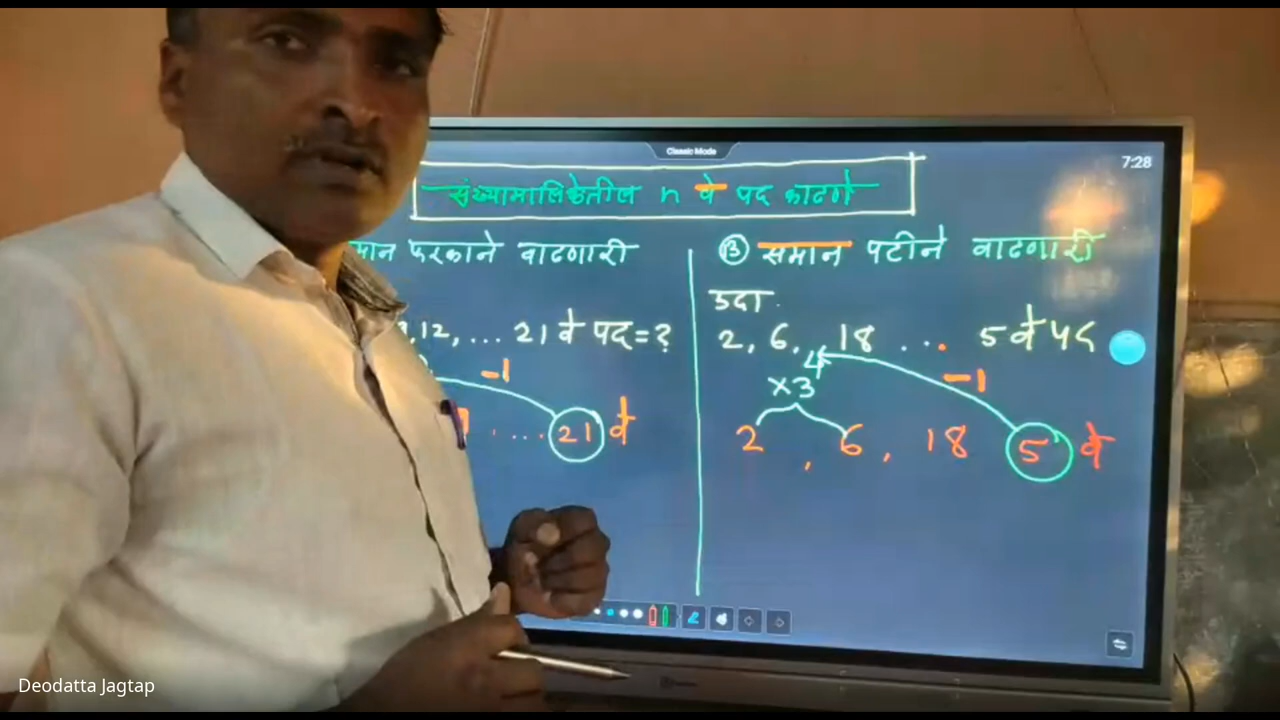 Classic Mode
7:28
संख्यामालिकेतील n वे पद काढणे
मान फरकाने वाढणारी
12, ... 21 वे पद = ?
-1
.... 21 वे
B समान पटीने वाढणारी
उदा.
2, 6, 18 ... 5 वे पद
4
×3
-1
2, 6, 18 5 वे
Deodatta Jagtap